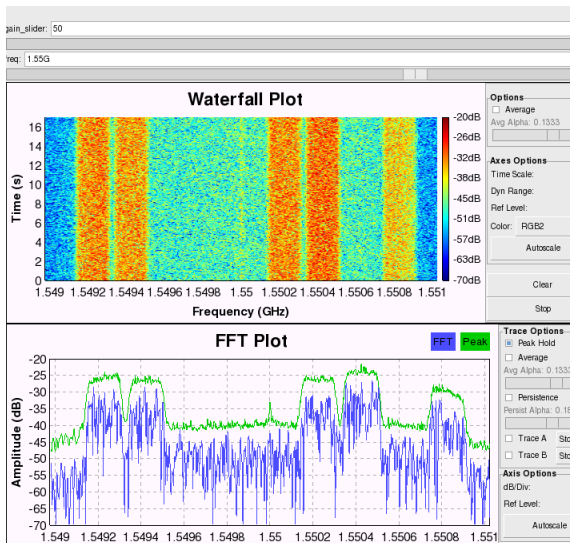 gain_slider: 50
freq: 1.55G
Waterfall Plot
Time (s)
16
14
12
10
8
6
4
2
0
1.549 1.5492 1.5494 1.5496 1.5498 1.55 1.5502 1.5504 1.5506 1.5508 1.551
Frequency (GHz)
-20dB
-26dB
-32dB
-38dB
-45dB
-51dB
-57dB
-63dB
-70dB
Options
Average
Avg Alpha: 0.1333
Axes Options
Time Scale:
Dyn Range:
Ref Level:
Color: RGB2
Autoscale
Clear
Stop
FFT Plot
FFT Peak
Amplitude (dB)
-20
-25
-30
-35
-40
-45
-50
-55
-60
-65
-70
1.549 1.5492 1.5494 1.5496 1.5498 1.55 1.5502 1.5504 1.5506 1.5508 1.551
Trace Options
Peak Hold
Average
Avg Alpha: 0.1333
Persistence
Persist Alpha: 0.18
Trace A Sto
Trace B Sto
Axis Options
dB/Div:
Ref Level:
Autoscale